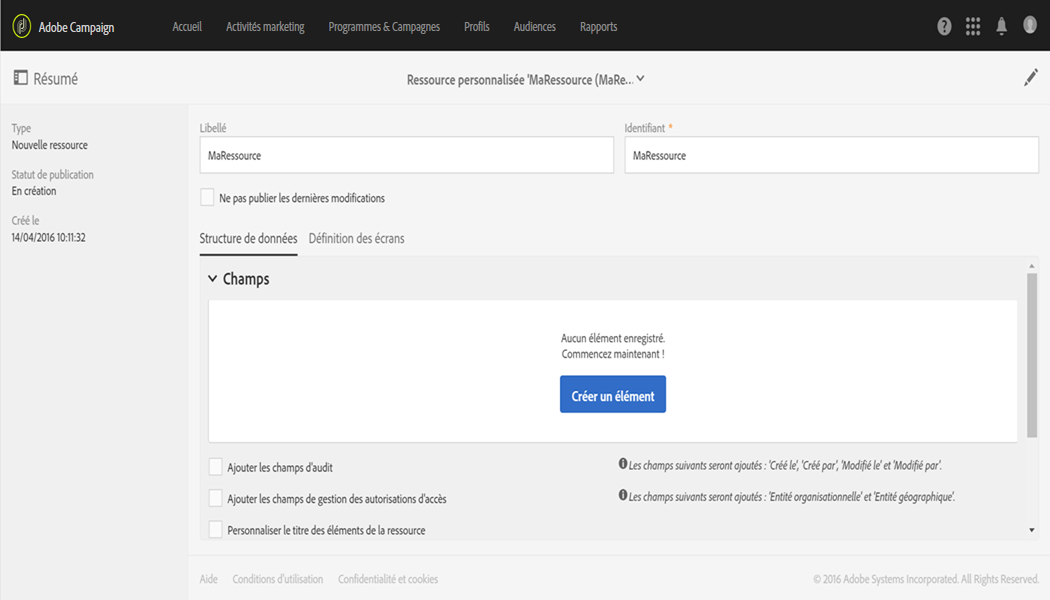 Adobe Campaign
Accueil Activités marketing Programmes & Campagnes Profils Audiences Rapports
Résumé
Ressource personnalisée 'MaRessource (MaRe...
Type
Nouvelle ressource
Statut de publication
En création
Créé le
14/04/2016 10:11:32
Libellé
MaRessource
Identifiant *
MaRessource
Ne pas publier les dernières modifications
Structure de données Définition des écrans
Champs
Aucun élément enregistré.
Commencez maintenant !
Créer un élément
Ajouter les champs d'audit
Les champs suivants seront ajoutés : 'Créé le', 'Créé par', 'Modifié le' et 'Modifié par'.
Ajouter les champs de gestion des autorisations d'accès
Les champs suivants seront ajoutés : 'Entité organisationnelle' et 'Entité géographique'.
Personnaliser le titre des éléments de la ressource
Aide Conditions d'utilisation Confidentialité et cookies
© 2016 Adobe Systems Incorporated. All Rights Reserved.